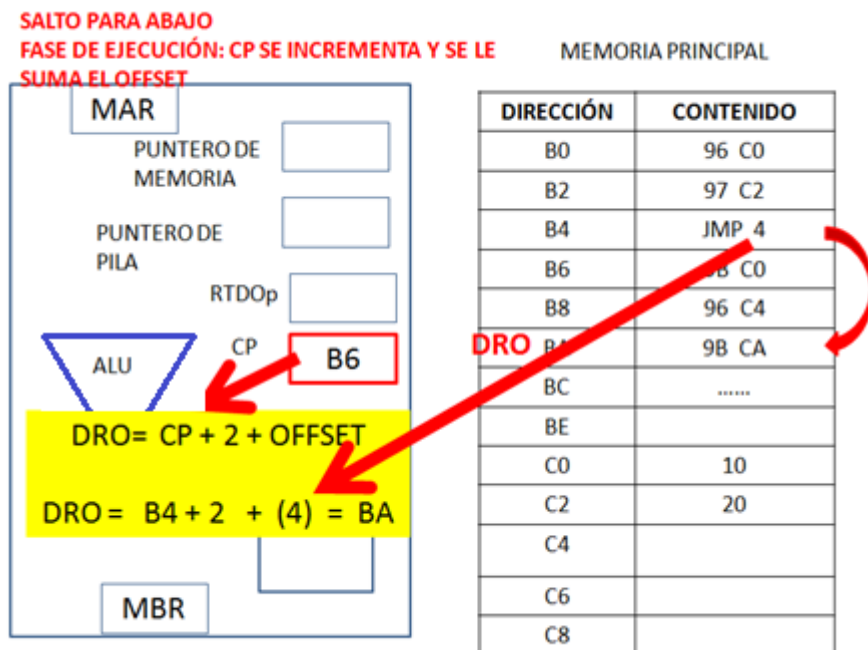 SALTO PARA ABAJO
FASE DE EJECUCIÓN: CP SE INCREMENTA Y SE LE
SUMA EL OFFSET
MEMORIA PRINCIPAL
MAR
PUNTERO DE
MEMORIA
PUNTERO DE
PILA
RTDOp
CP
B6
ALU
DRO= CP + 2 + OFFSET
DRO = B4 + 2 + (4) = BA
MBR
DIRECCIÓN CONTENIDO
B0 96 C0
B2 97 C2
B4 JMP 4
B6 C0
B8 96 C4
DRO
9B CA
BC ......
BE
C0 10
C2 20
C4
C6
C8